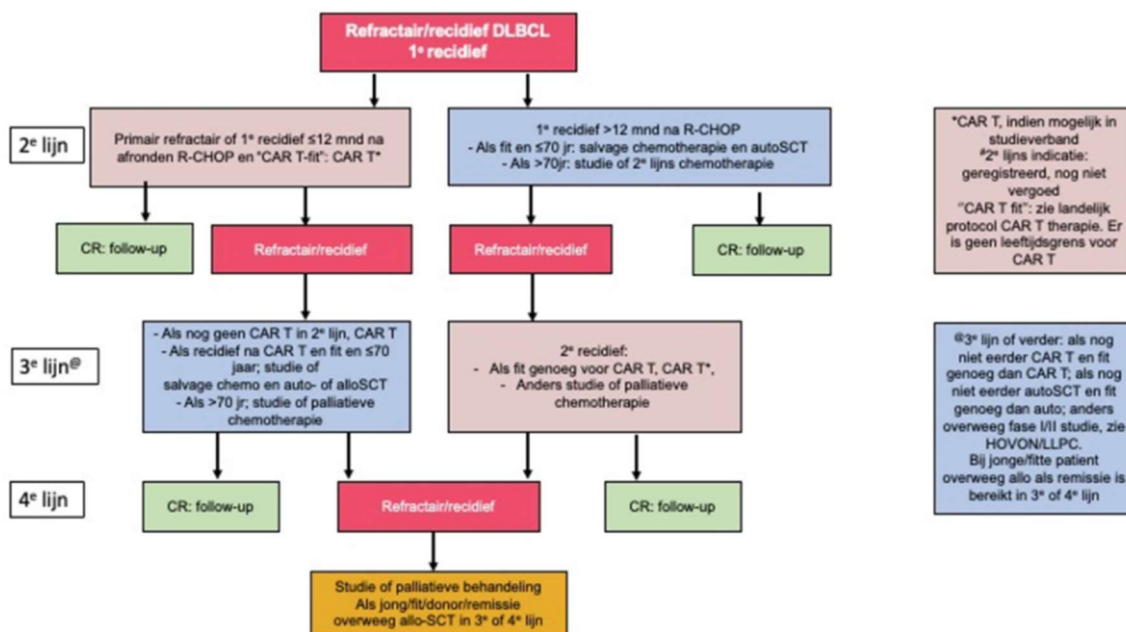 Refractair/recidief DLBCL
1e recidief
2e lijn
Primair refractair of 1e recidief ≤12 mnd na
afronden R-CHOP en "CAR T-fit": CAR T*
1e recidief >12 mnd na R-CHOP
- Als fit en ≤70 jr: salvage chemotherapie en autoSCT
- Als >70jr: studie of 2e lijns chemotherapie
*CAR T, indien mogelijk in
studieverband
#2e lijns indicatie:
geregistreerd, nog niet
vergoed
"CAR T fit": zie landelijk
protocol CAR T therapie. Er
is geen leeftijdsgrens voor
CAR T
CR: follow-up
Refractair/recidief
Refractair/recidief
CR: follow-up
3e lijn@
- Als nog geen CAR T in 2e lijn, CAR T
- Als recidief na CAR T en fit en ≤70
jaar; studie of
salvage chemo en auto- of alloSCT
- Als >70 jr; studie of palliatieve
chemotherapie
2e recidief:
- Als fit genoeg voor CAR T, CAR T*,
- Anders studie of palliatieve
chemotherapie
@3e lijn of verder: als nog
niet eerder CAR T en fit
genoeg dan CAR T; als nog
niet eerder autoSCT en fit
genoeg dan auto; anders
overweeg fase I/II studie, zie
HOVON/LLPC.
Bij jonge/fitte patient
overweeg allo als remissie is
bereikt in 3e of 4e lijn
4e lijn
CR: follow-up
Refractair/recidief
CR: follow-up
Studie of palliatieve behandeling
Als jong/fit/donor/remissie
overweeg allo-SCT in 3e of 4e lijn